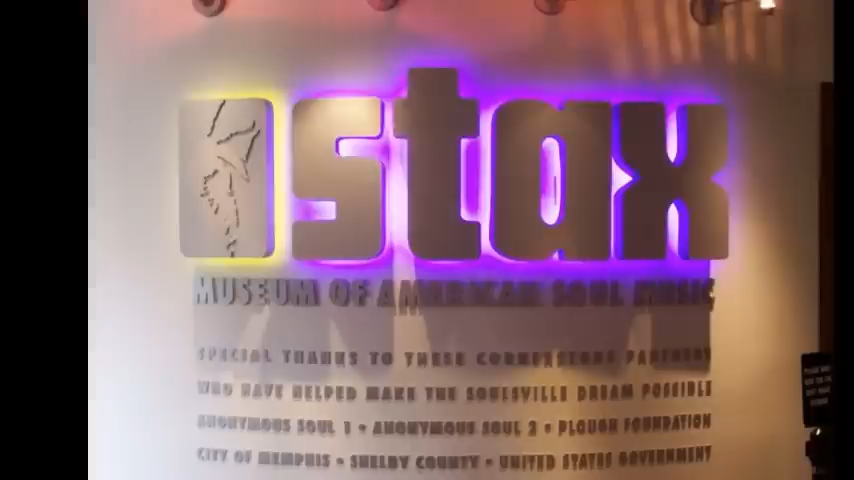 stax
MUSEUM OF AMERICAN SOUL MUSIC
SPECIAL THANKS TO THESE CORNERSTONE PARTNERS
WHO HAVE HELPED MAKE THE SOULSVILLE DREAM POSSIBLE
ANONYMOUS SOUL 1 • ANONYMOUS SOUL 2 • PLOUGH FOUNDATION
CITY OF MEMPHIS • SHELBY COUNTY • UNITED STATES GOVERNMENT